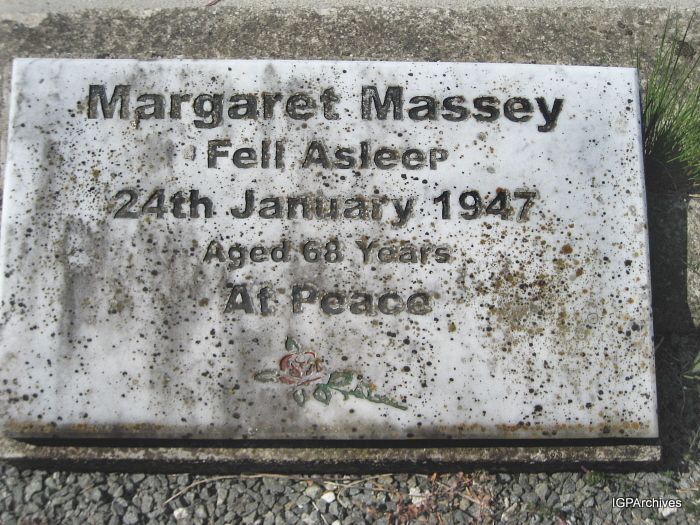 Margaret Massey
Fell Asleep
24th January 1947
Aged 68 Years
At Peace
IGPArchives